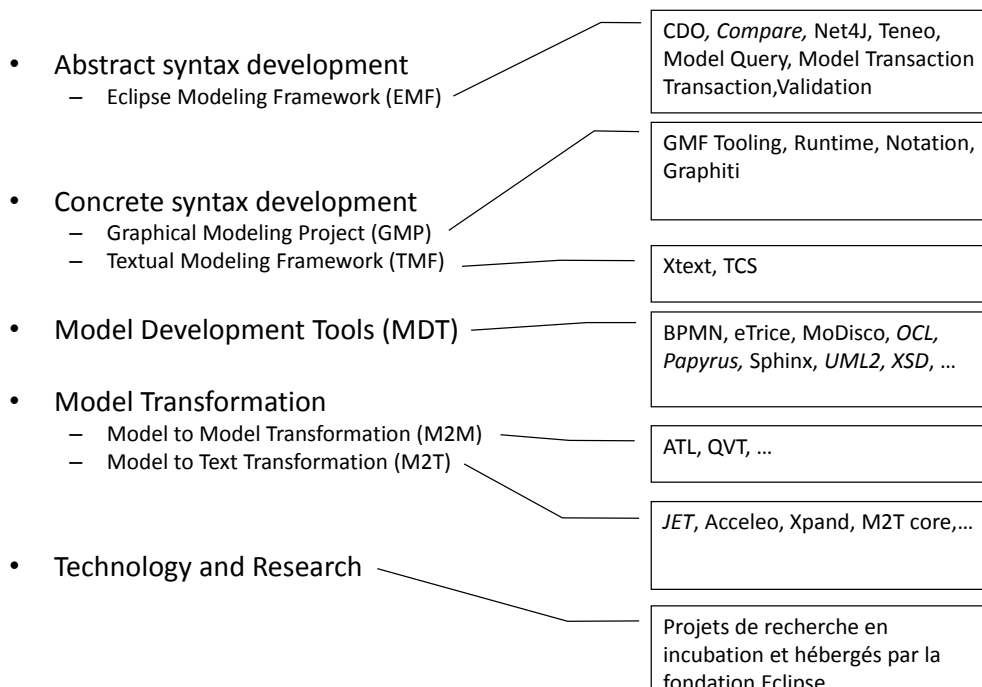 • Abstract syntax development
– Eclipse Modeling Framework (EMF)
CDO, Compare, Net4J, Teneo,
Model Query, Model Transaction
Transaction,Validation
• Concrete syntax development
– Graphical Modeling Project (GMP)
– Textual Modeling Framework (TMF)
GMF Tooling, Runtime, Notation,
Graphiti
Xtext, TCS
• Model Development Tools (MDT)
BPMN, eTrice, MoDisco, OCL,
Papyrus, Sphinx, UML2, XSD, …
• Model Transformation
– Model to Model Transformation (M2M)
– Model to Text Transformation (M2T)
ATL, QVT, …
JET, Acceleo, Xpand, M2T core,…
• Technology and Research
Projets de recherche en
incubation et hébergés par la
fondation Eclipse